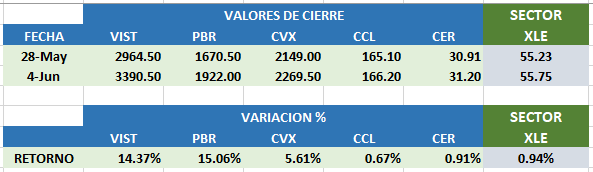 VALORES DE CIERRE SECTOR
FECHA VIST PBR CVX CCL CER XLE
28-May 2964.50 1670.50 2149.00 165.10 30.91 55.23
4-Jun 3390.50 1922.00 2269.50 166.20 31.20 55.75
VARIACION % SECTOR
VIST PBR CVX CCL CER XLE
RETORNO 14.37% 15.06% 5.61% 0.67% 0.91% 0.94%